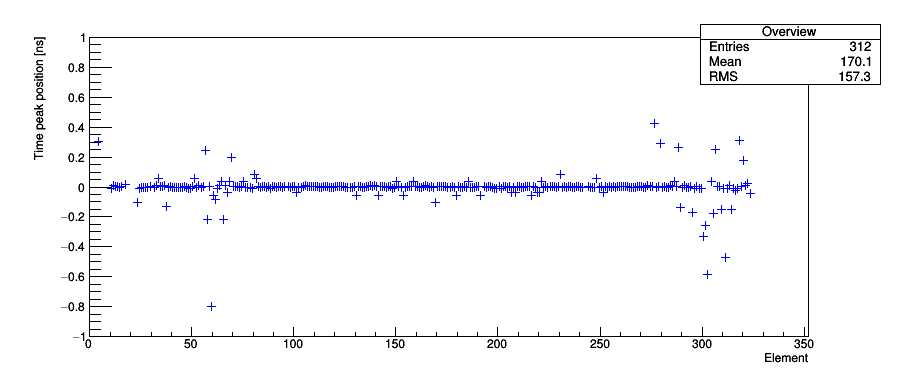 Overview
Entries 312
Mean 170.1
RMS 157.3
Time peak position [ns]
1
0.8
0.6
0.4
0.2
0
−0.2
−0.4
−0.6
−0.8
−1
0 50 100 150 200 250 300 350
Element